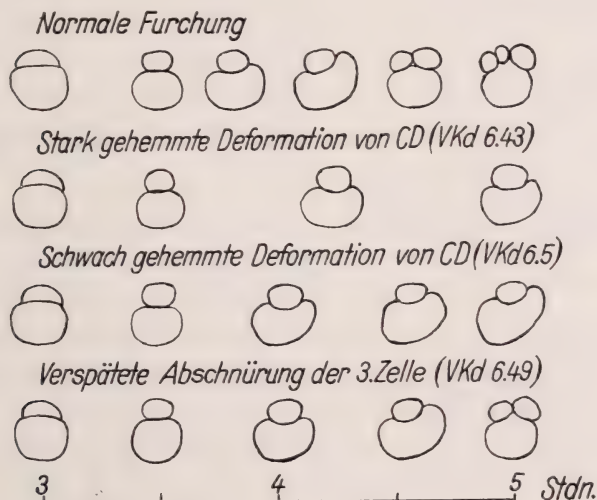 Normale Furchung
Stark gehemmte Deformation von CD (VKd 6.43)
Schwach gehemmte Deformation von CD (VKd 6.5)
Verspätete Abschnürung der 3. Zelle (VKd 6.49)
3 4 5 Stdn.